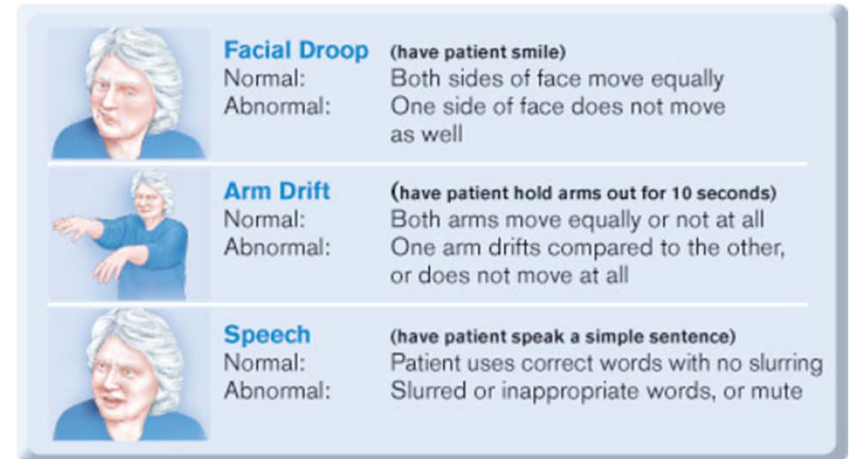 Facial Droop (have patient smile)
Normal: Both sides of face move equally
Abnormal: One side of face does not move
as well
Arm Drift (have patient hold arms out for 10 seconds)
Normal: Both arms move equally or not at all
Abnormal: One arm drifts compared to the other,
or does not move at all
Speech (have patient speak a simple sentence)
Normal: Patient uses correct words with no slurring
Abnormal: Slurred or inappropriate words, or mute